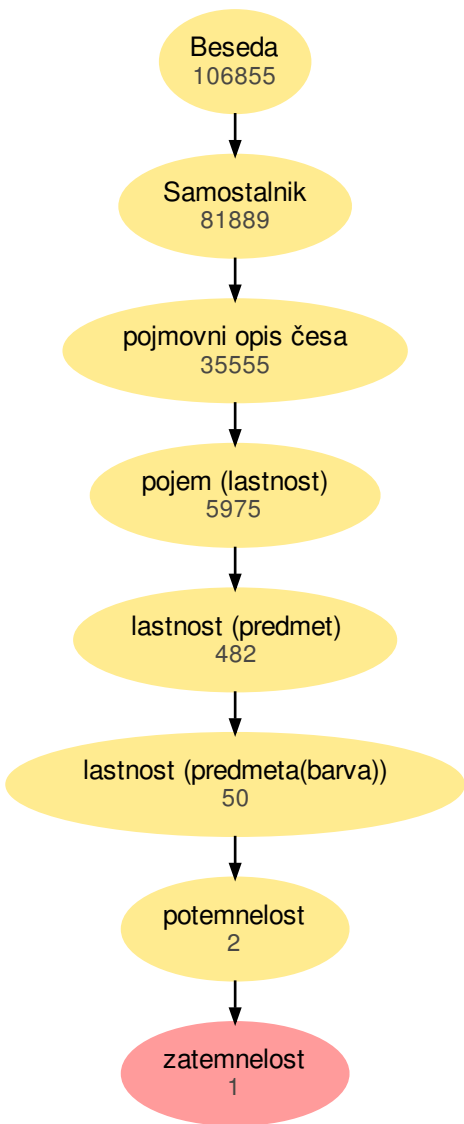 Beseda
106855
Samostalnik
81889
pojmovni opis česa
35555
pojem (lastnost)
5975
lastnost (predmet)
482
lastnost (predmeta(barva))
50
potemnelost
2
zatemnelost
1